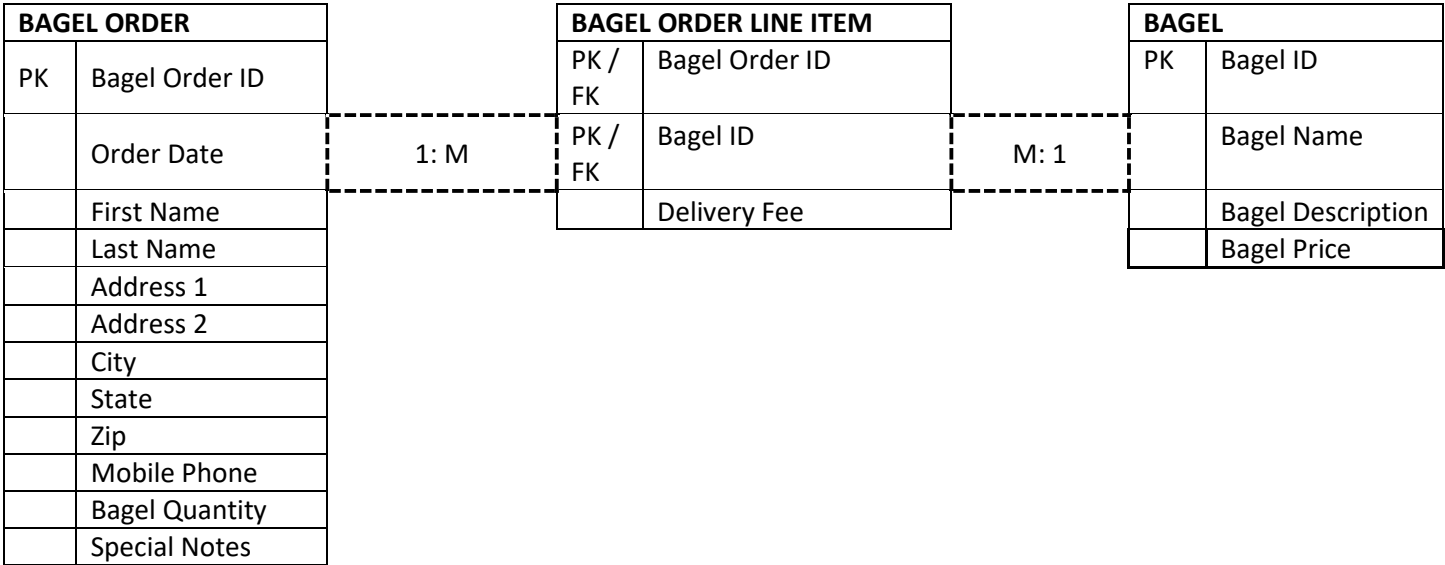 BAGEL ORDER
PK Bagel Order ID
Order Date
First Name
Last Name
Address 1
Address 2
City
State
Zip
Mobile Phone
Bagel Quantity
Special Notes
1: M
BAGEL ORDER LINE ITEM
PK / Bagel Order ID
FK
PK / Bagel ID
FK
Delivery Fee
M: 1
BAGEL
PK Bagel ID
Bagel Name
Bagel Description
Bagel Price